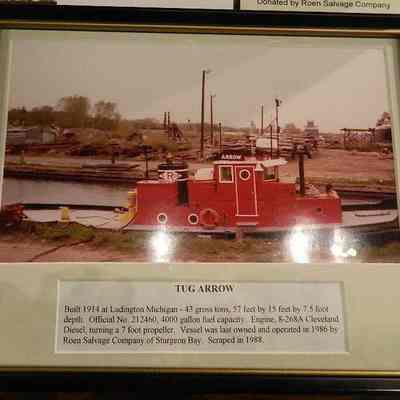 Donated by Roen Salvage Company
ARROW
R
TUG ARROW
Built 1914 at Ludington Michigan - 43 gross tons, 57 feet by 15 feet by 7.5 foot
depth. Official No. 212460, 4000 gallon fuel capacity. Engine, 8-268A Cleveland
Diesel, turning a 7 foot propeller. Vessel was last owned and operated in 1986 by
Roen Salvage Company of Sturgeon Bay. Scraped in 1988.